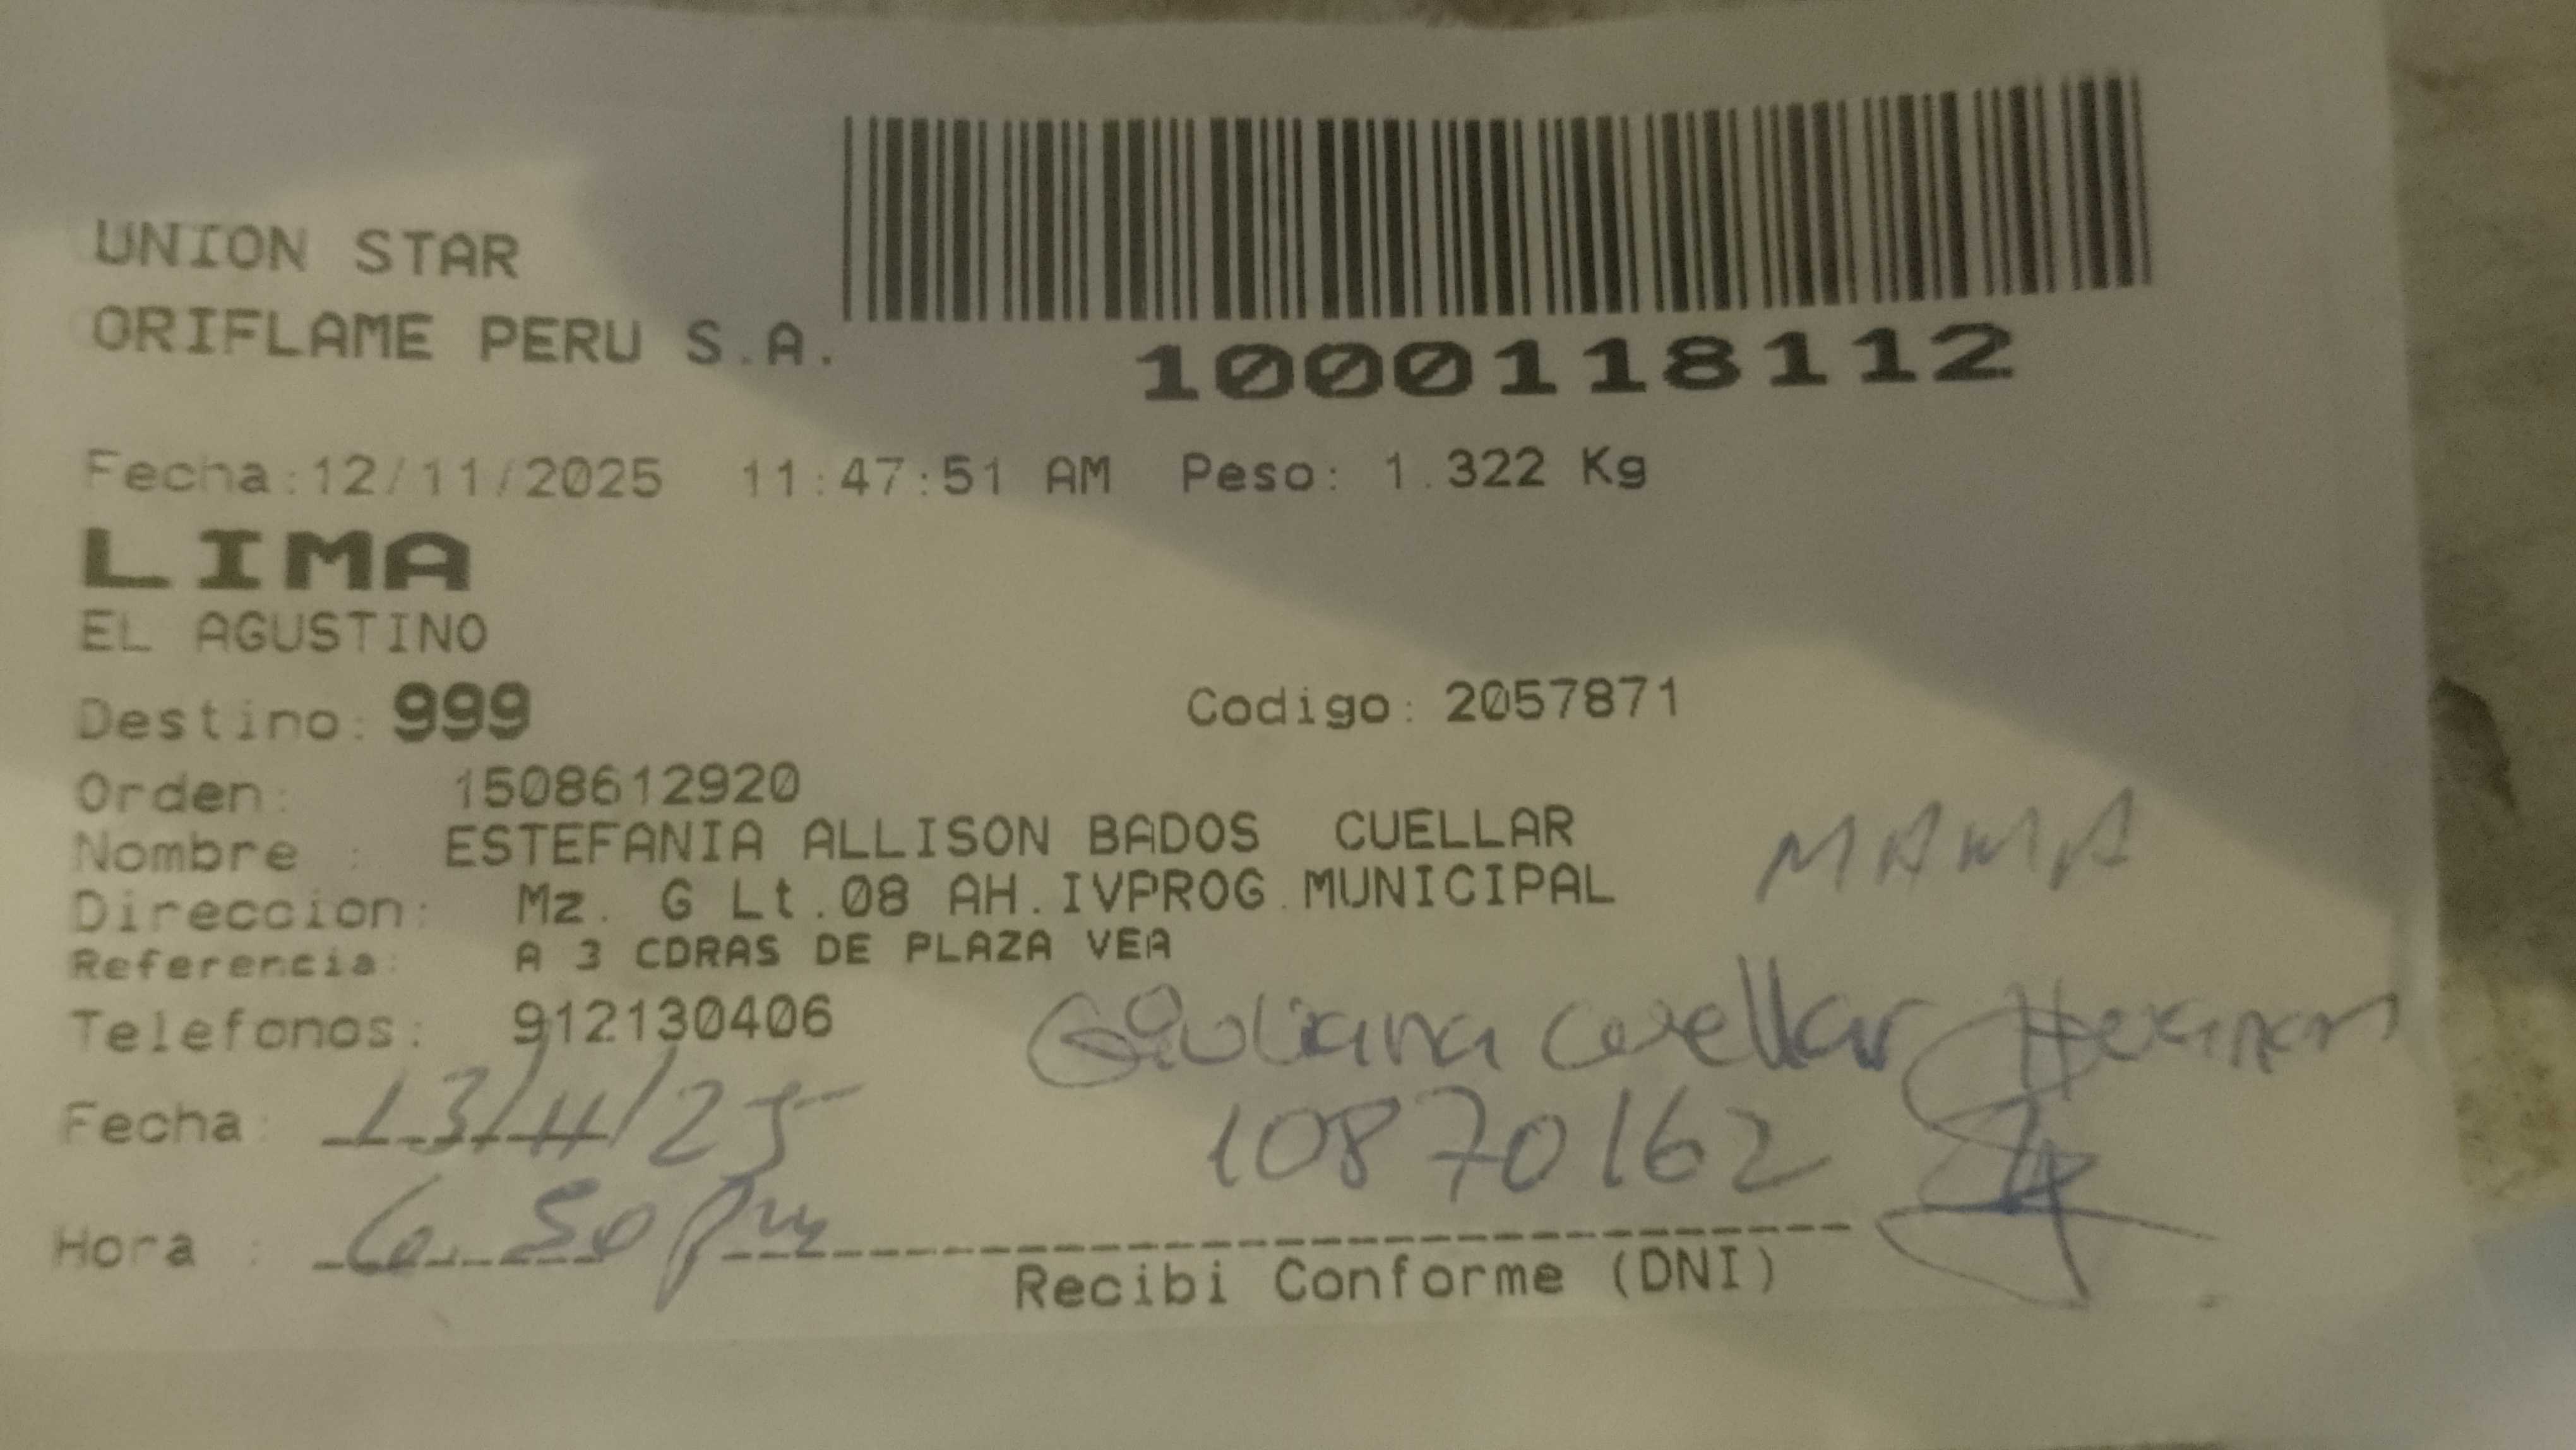 UNION STAR
ORIFLAME PERU S.A.
1000118112
Fecha:12/11/2025 11:47:51 AM Peso: 1.322 Kg
LIMA
EL AGUSTINO
Destino: 999 Codigo: 2057871
Orden: 1508612920
Nombre : ESTEFANIA ALLISON BADOS CUELLAR
MAMA
Direccion: Mz. G Lt.08 AH.IVPROG.MUNICIPAL
Referencia: A 3 CDRAS DE PLAZA VEA
Telefonos: 912130406
Giuliana Cuellar
Fecha: 13/11/25
10870162
Hora : 6.50 pm
Recibi Conforme (DNI)